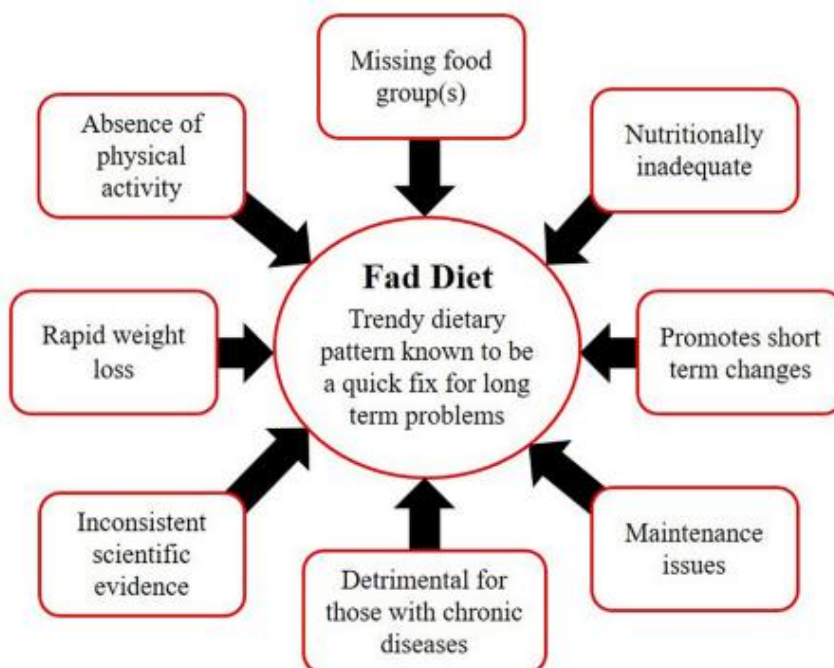 Missing food
group(s)
Absence of
physical
activity
Nutritionally
inadequate
Fad Diet
Trendy dietary
pattern known to be
a quick fix for long
term problems
Rapid weight
loss
Promotes short
term changes
Inconsistent
scientific
evidence
Detrimental for
those with chronic
diseases
Maintenance
issues